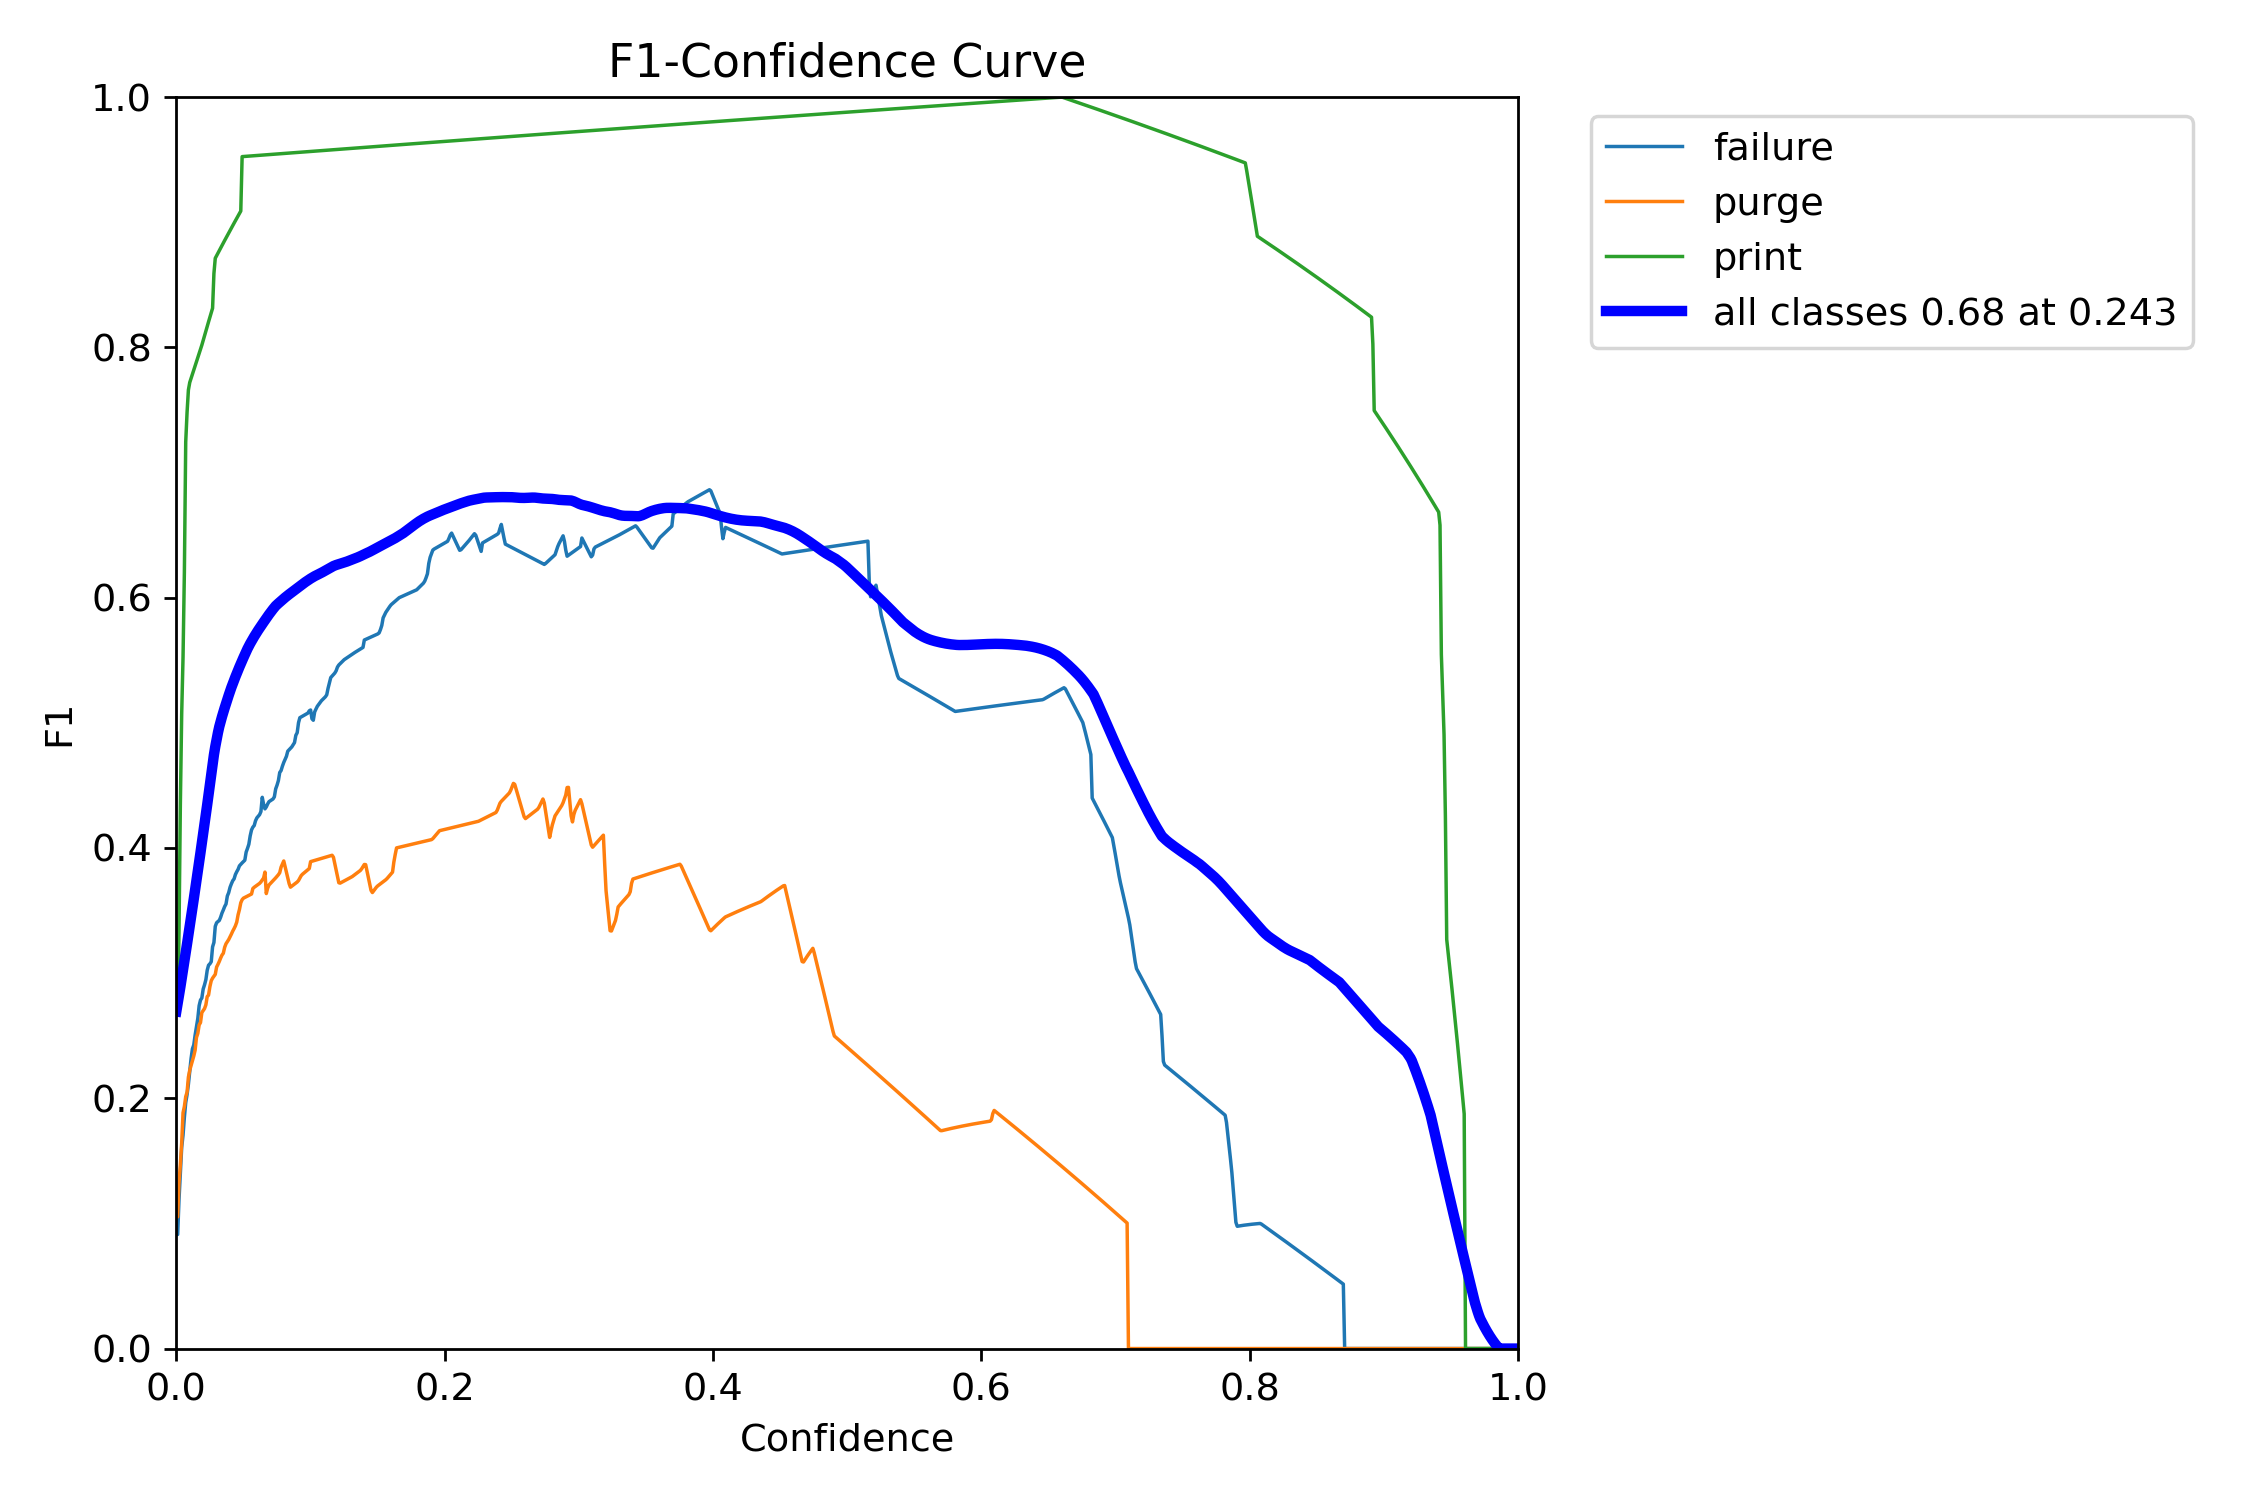 F1-Confidence Curve
1.0
0.8
0.6
0.4
0.2
0.0
F1
0.0 0.2 0.4 0.6 0.8 1.0
Confidence
failure
purge
print
all classes 0.68 at 0.243